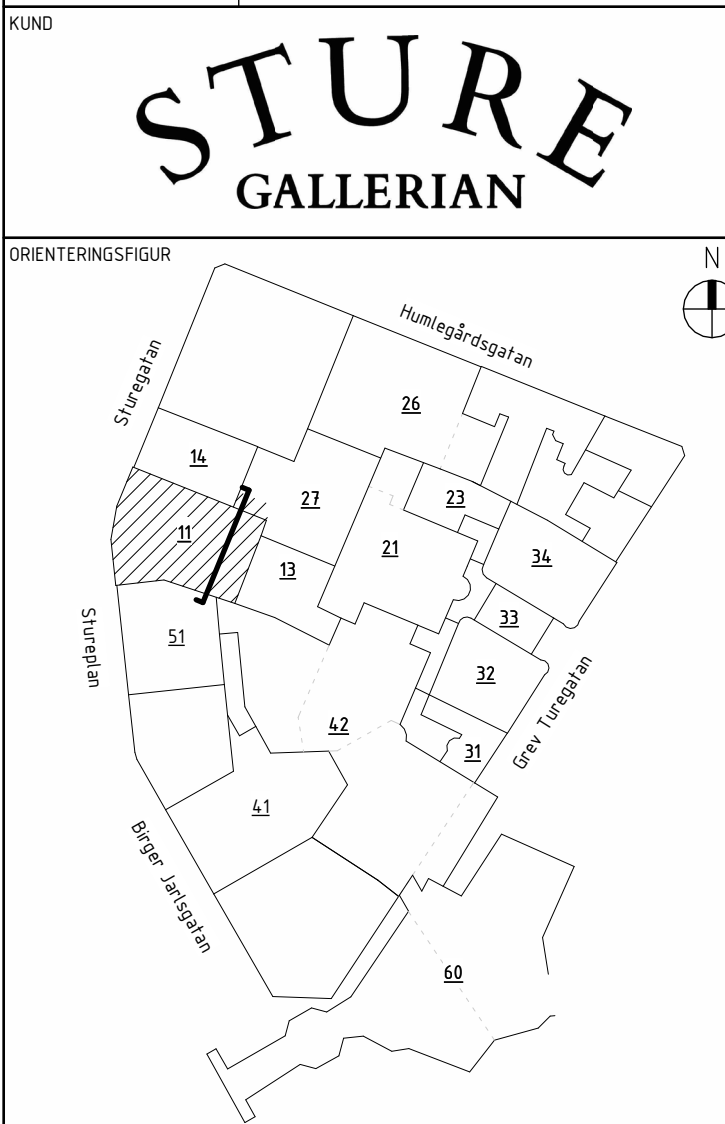 KUND
STURE
GALLERIAN
ORIENTERINGSFIGUR
N
Humlegårdsgatan
Sturegatan
26
14
27
23
11
21
34
13
33
51
Stureplan
32
42
Grev Turegatan
31
41
Birger Jarlsgatan
60